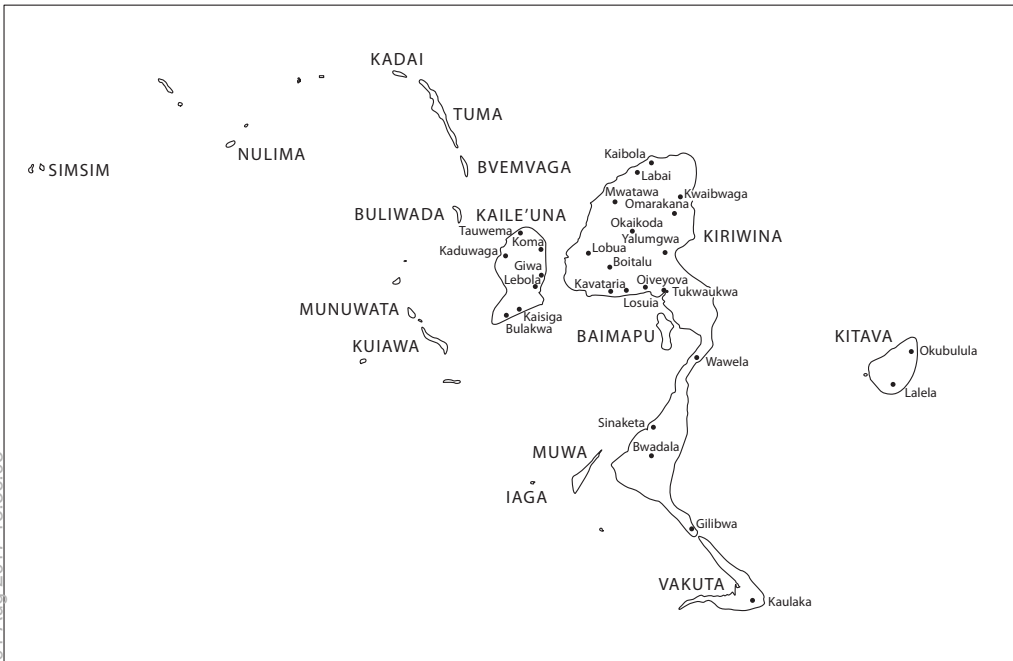 KADAI
TUMA
NULIMA
SIMSIM
BVEMVAGA
Kaibola
Labai
Mwatawa
Kwaibwaga
Omarakana
BULIWADA
KAILE'UNA
Okaikoda
Tauwema
Koma
Yalumgwa
KIRIWINA
Kaduwaga
Lobua
Giwa
Boitalu
Lebola
Kavataria
Oiveyova
Tukwaukwa
Losuia
MUNUWATA
Kaisiga
Bulakwa
BAIMAPU
KITAVA
KUIAWA
Okubulula
Wawela
Lalela
Sinaketa
Bwadala
MUWA
IAGA
Gilibwa
VAKUTA
Kaulaka